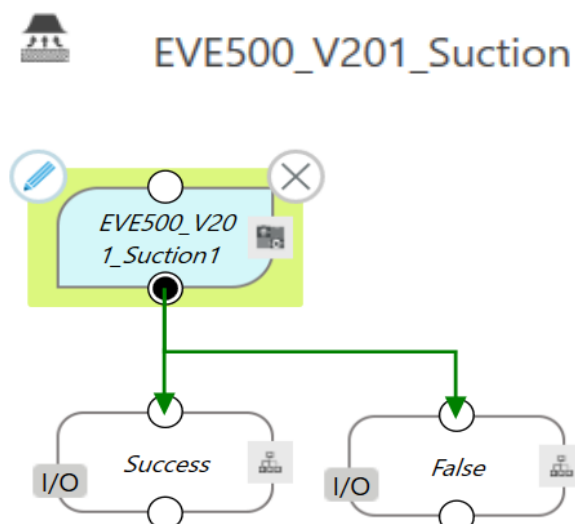 EVE500_V201_Suction
EVE500_V20
1_Suction1
Success
I/O
False
I/O